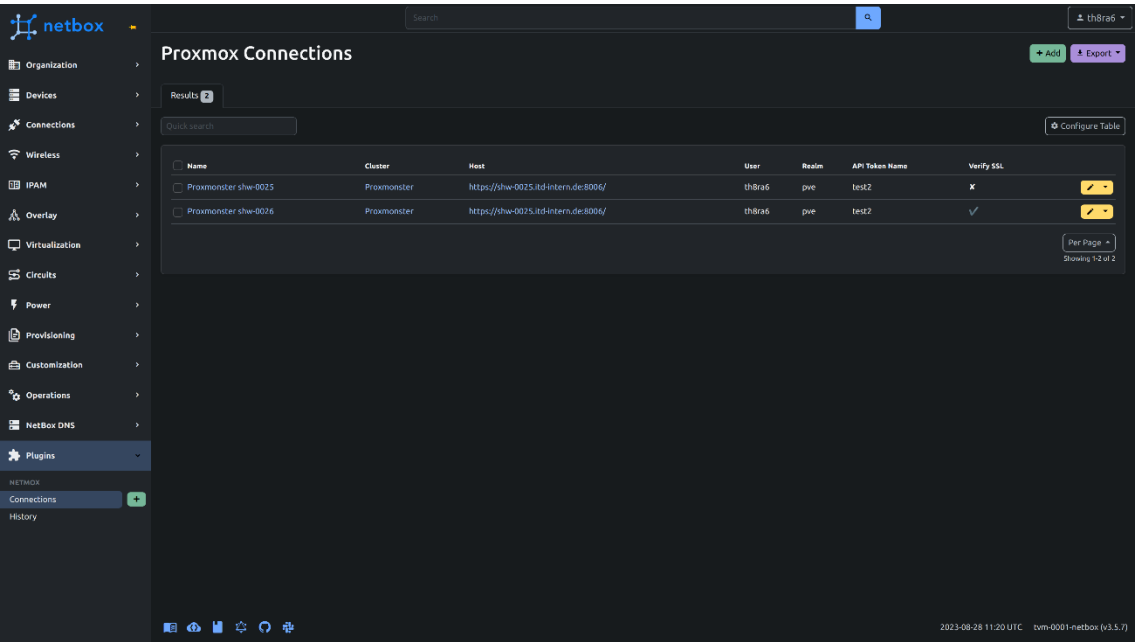 netbox
Search
th8ra6
Organization
Devices
Connections
Wireless
IPAM
Overlay
Virtualization
Circuits
Power
Provisioning
Customization
Operations
NetBox DNS
Plugins
NETMOX
Connections
History
Proxmox Connections
Add
Export
Results 2
Quick search
Configure Table
Name Cluster Host User Realm API Token Name Verify SSL
Proxmonster shw-0025 Proxmonster https://shw-0025.itd-intern.de:8006/ th8ra6 pve test2 ✘
Proxmonster shw-0026 Proxmonster https://shw-0025.itd-intern.de:8006/ th8ra6 pve test2 ✔
Per Page
Showing 1-2 of 2
2023-08-28 11:20 UTC tvm-0001-netbox (v3.5.7)